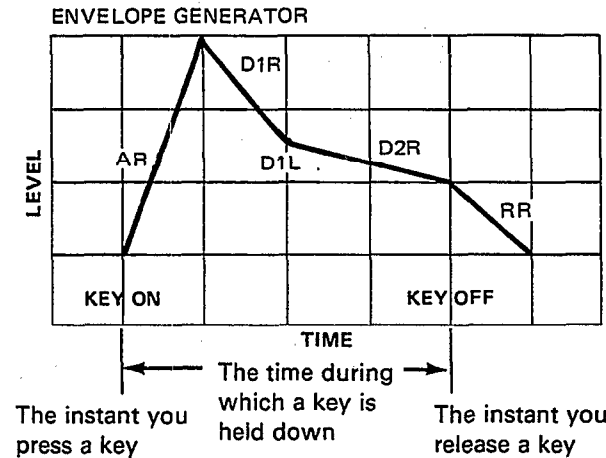 ENVELOPE GENERATOR
D1R
AR
D1L
D2R
RR
LEVEL
KEY ON
KEY OFF
TIME
The instant you
press a key
The time during
which a key is
held down
The instant you
release a key